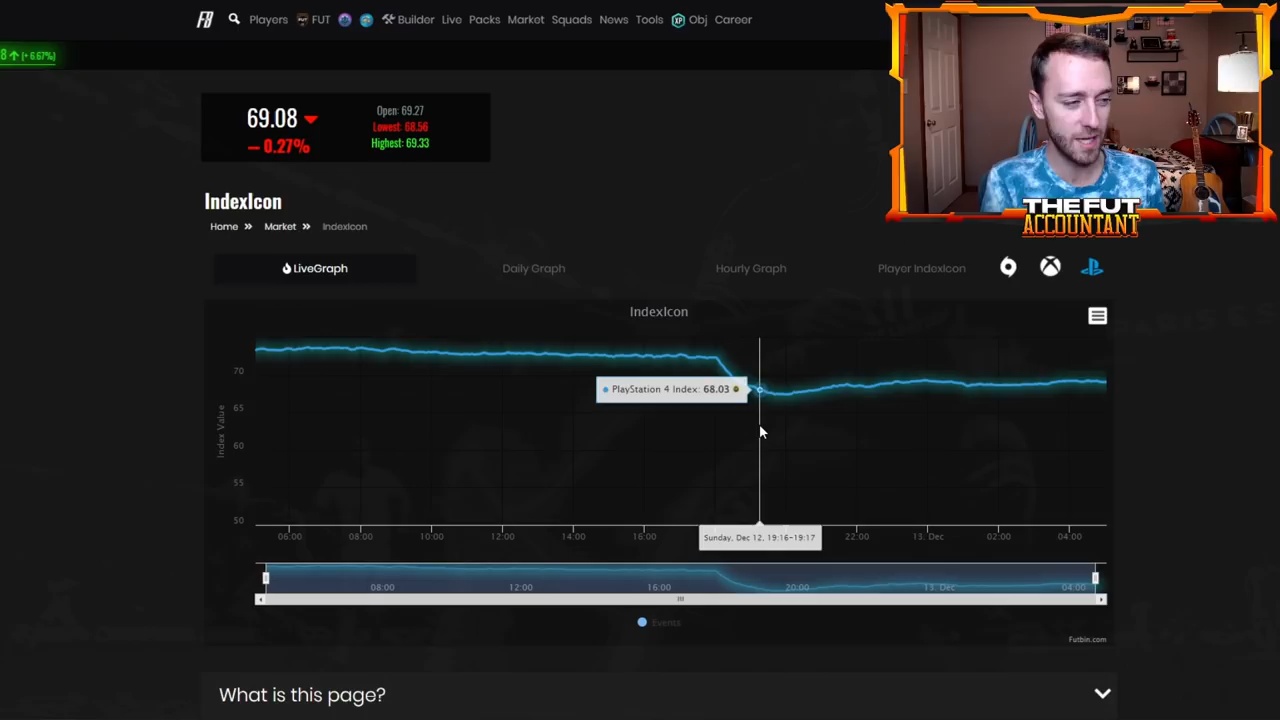 FB Players FUT Builder Live Packs Market Squads News Tools XP Obj Career
8 (+ 6.67%)
69.08
– 0.27%
Open: 69.27
Lowest: 68.56
Highest: 69.33
THE FUT
ACCOUNTANT
IndexIcon
Home » Market » IndexIcon
LiveGraph Daily Graph Hourly Graph Player IndexIcon
IndexIcon
Index Value
70
65
60
55
50
PlayStation 4 Index: 68.03
06:00 08:00 10:00 12:00 14:00 16:00 22:00 13. Dec 02:00 04:00
Sunday, Dec 12, 19:16-19:17
08:00 12:00 16:00 20:00 13. Dec 04:00
Events
Futbin.com
What is this page?